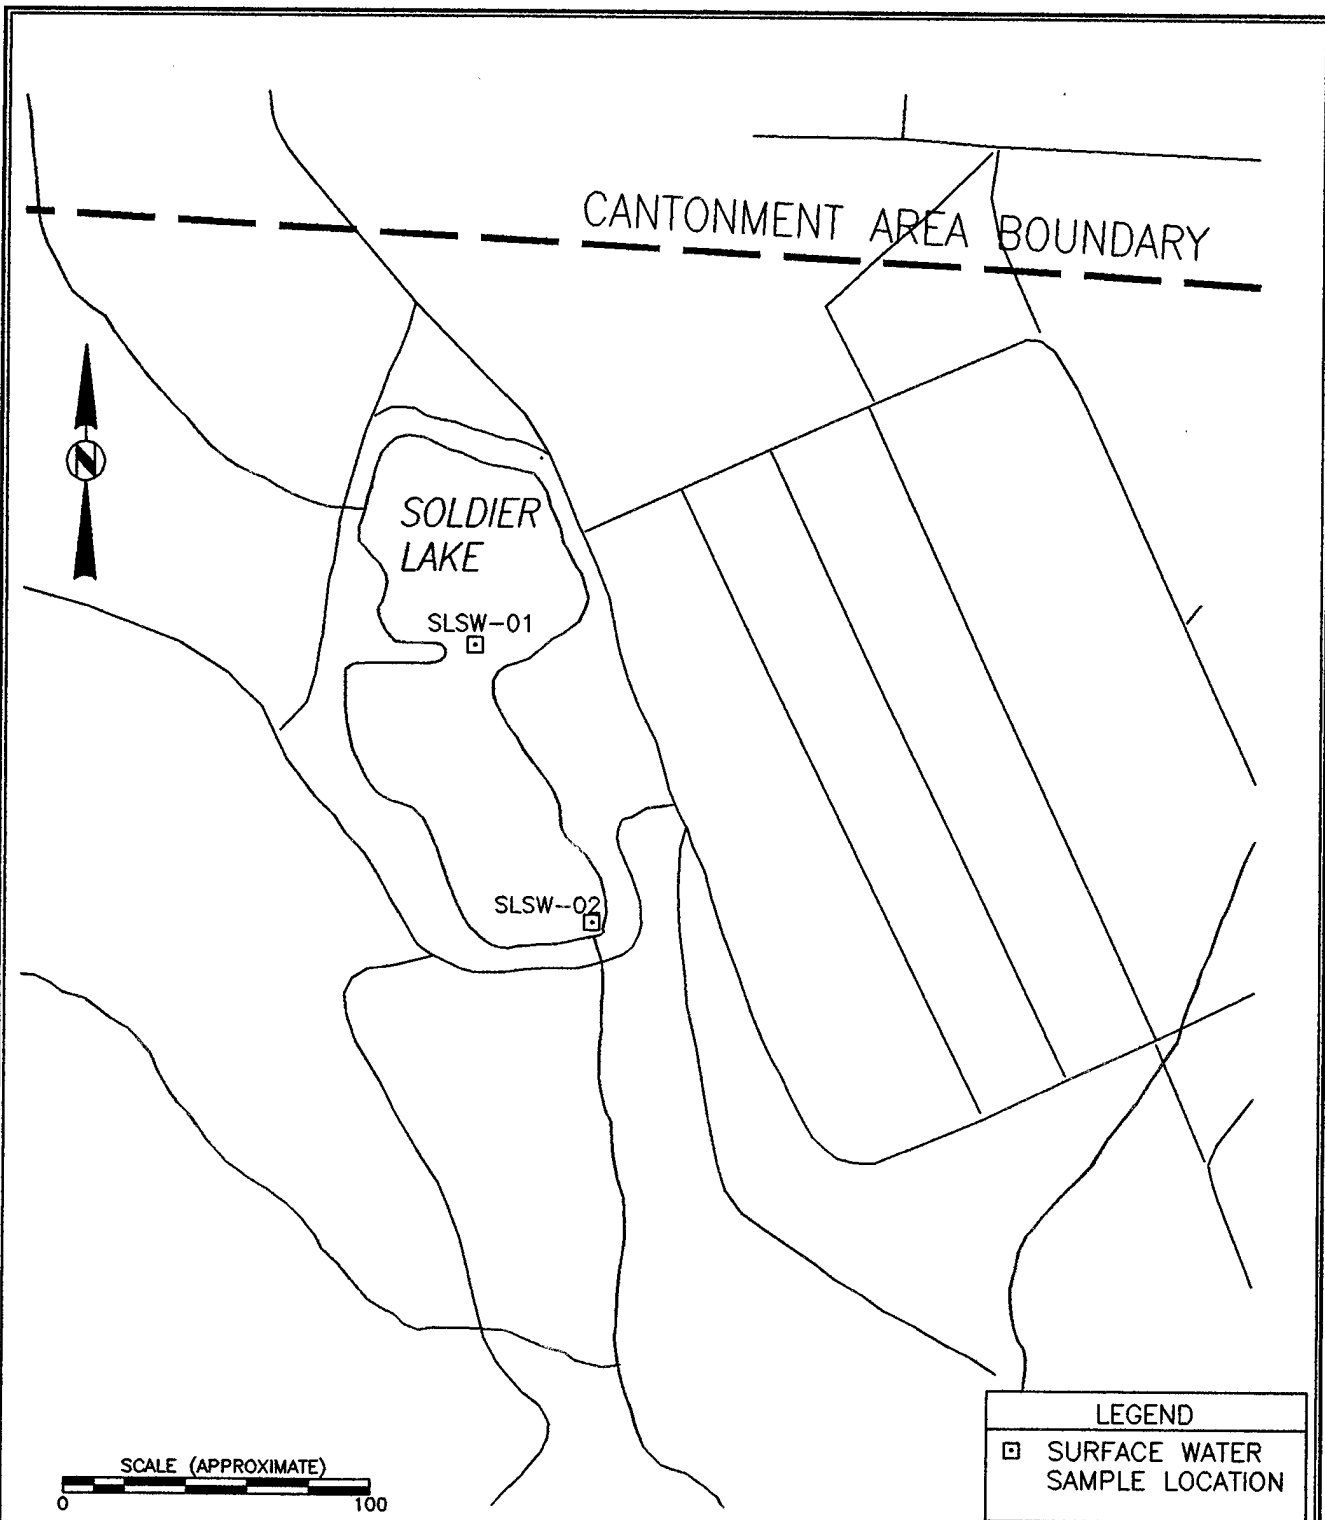 CANTONMENT AREA BOUNDARY
N
SOLDIER
LAKE
SLSW-01
SLSW-02
LEGEND
SURFACE WATER
SAMPLE LOCATION
SCALE (APPROXIMATE)
0 100